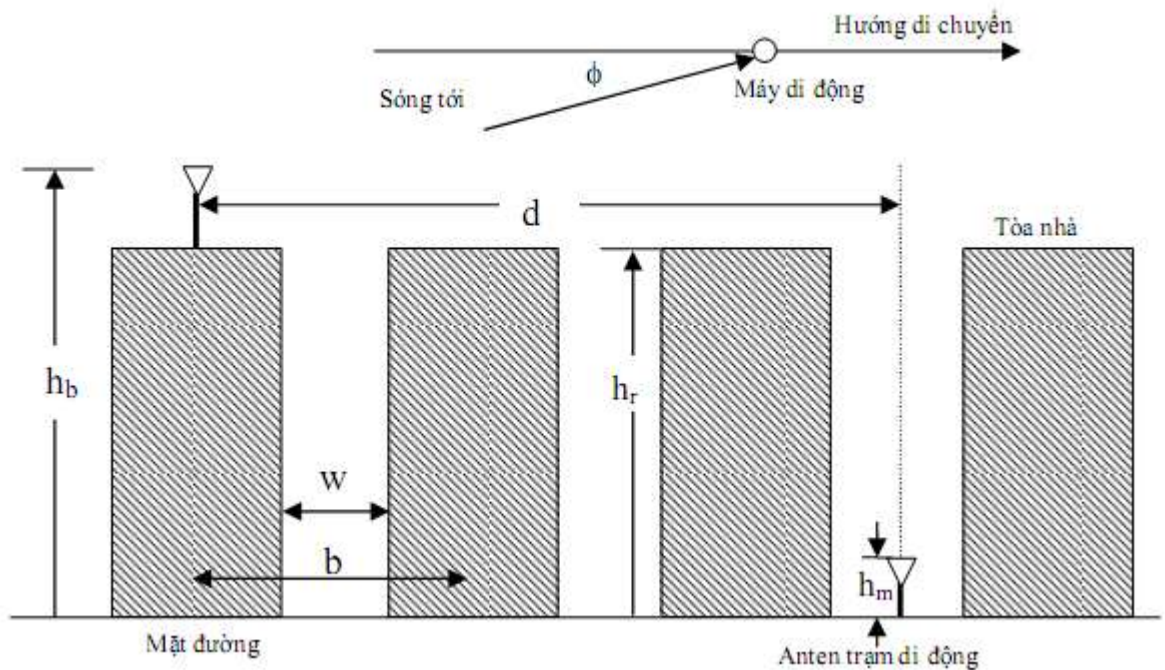 Hướng di chuyển
ϕ
Sóng tới
Máy di động
d
Tòa nhà
h_b
h_r
w
b
h_m
Mặt đường
Anten trạm di động